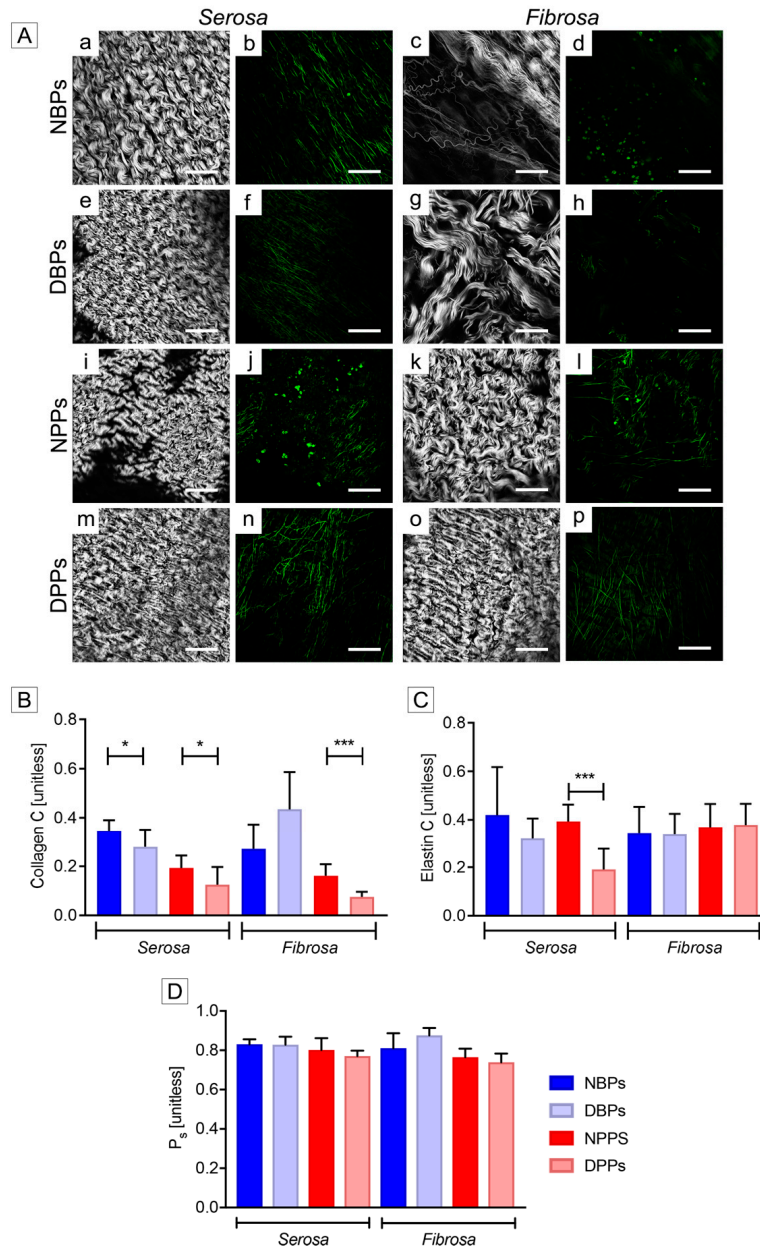 Serosa Fibrosa
A
NBPs
a b c d
DBPs
e f g h
NPPs
i j k l
DPPs
m n o p
B
Collagen C [unitless]
0.8
0.6
0.4
0.2
0.0
* * ***
Serosa Fibrosa
C
Elastin C [unitless]
0.8
0.6
0.4
0.2
0.0
***
Serosa Fibrosa
D
Ps [unitless]
1.0
0.8
0.6
0.4
0.2
0.0
Serosa Fibrosa
NBPs
DBPs
NPPS
DPPs